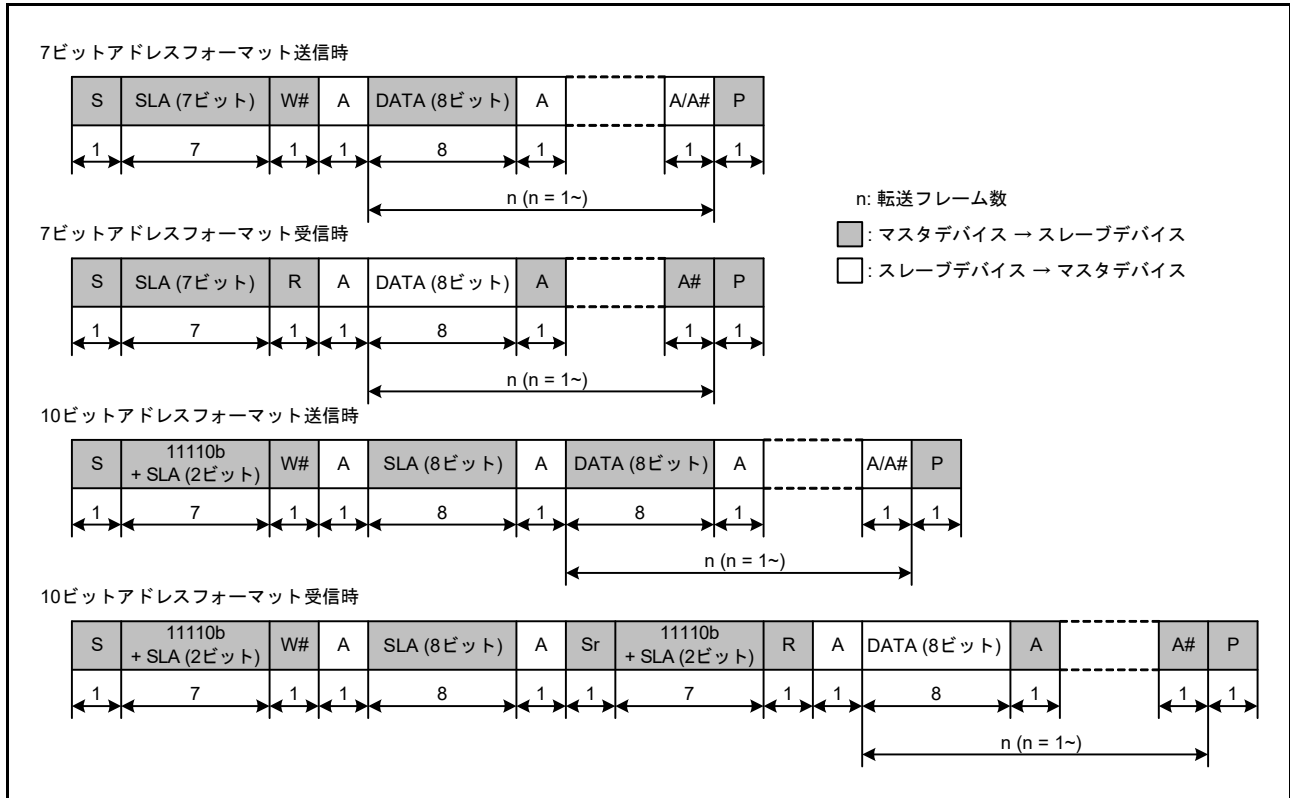 7ビットアドレスフォーマット送信時
S SLA (7ビット) W# A DATA (8ビット) A A/A# P
1 7 1 1 8 1 1 1
n (n = 1~)
n: 転送フレーム数
: マスタデバイス → スレーブデバイス
: スレーブデバイス → マスタデバイス
7ビットアドレスフォーマット受信時
S SLA (7ビット) R A DATA (8ビット) A A# P
1 7 1 1 8 1 1 1
n (n = 1~)
10ビットアドレスフォーマット送信時
S 11110b + SLA (2ビット) W# A SLA (8ビット) A DATA (8ビット) A A/A# P
1 7 1 1 8 1 8 1 1 1
n (n = 1~)
10ビットアドレスフォーマット受信時
S 11110b + SLA (2ビット) W# A SLA (8ビット) A Sr 11110b + SLA (2ビット) R A DATA (8ビット) A A# P
1 7 1 1 8 1 1 7 1 1 8 1 1 1
n (n = 1~)